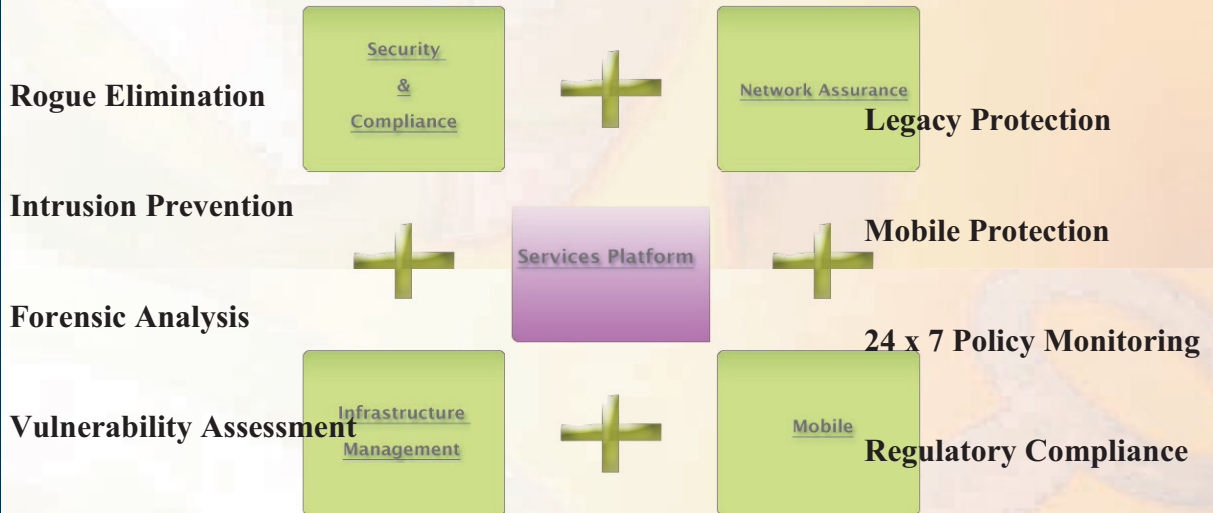 Rogue Elimination
Intrusion Prevention
Forensic Analysis
Vulnerability Assessment
Security
&
Compliance
Network Assurance
Services Platform
Infrastructure
Management
Mobile
Legacy Protection
Mobile Protection
24 x 7 Policy Monitoring
Regulatory Compliance